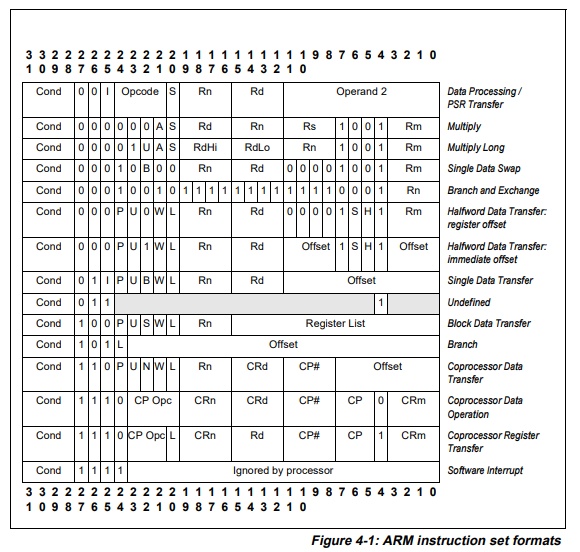 3 3 2 2 2 2 2 2 2 2 2 2 1 1 1 1 1 1 1 1 1 1 9 8 7 6 5 4 3 2 1 0
1 0 9 8 7 6 5 4 3 2 1 0 9 8 7 6 5 4 3 2 1 0
Cond 0 0 I Opcode S Rn Rd Operand 2 Data Processing /
PSR Transfer
Cond 0 0 0 0 0 0 A S Rd Rn Rs 1 0 0 1 Rm Multiply
Cond 0 0 0 0 1 U A S RdHi RdLo Rn 1 0 0 1 Rm Multiply Long
Cond 0 0 0 1 0 B 0 0 Rn Rd 0 0 0 0 1 0 0 1 Rm Single Data Swap
Cond 0 0 0 1 0 0 1 0 1 1 1 1 1 1 1 1 1 1 1 1 0 0 0 1 Rn Branch and Exchange
Cond 0 0 0 P U 0 W L Rn Rd 0 0 0 0 1 S H 1 Rm Halfword Data Transfer:
register offset
Cond 0 0 0 P U 1 W L Rn Rd Offset 1 S H 1 Offset Halfword Data Transfer:
immediate offset
Cond 0 1 I P U B W L Rn Rd Offset Single Data Transfer
Cond 0 1 1 1 Undefined
Cond 1 0 0 P U S W L Rn Register List Block Data Transfer
Cond 1 0 1 L Offset Branch
Cond 1 1 0 P U N W L Rn CRd CP# Offset Coprocessor Data
Transfer
Cond 1 1 1 0 CP Opc CRn CRd CP# CP 0 CRm Coprocessor Data
Operation
Cond 1 1 1 0 CP Opc L CRn Rd CP# CP 1 CRm Coprocessor Register
Transfer
Cond 1 1 1 1 Ignored by processor Software Interrupt
3 3 2 2 2 2 2 2 2 2 2 2 1 1 1 1 1 1 1 1 1 1 9 8 7 6 5 4 3 2 1 0
1 0 9 8 7 6 5 4 3 2 1 0 9 8 7 6 5 4 3 2 1 0
Figure 4-1: ARM instruction set formats